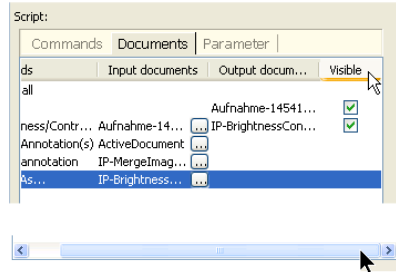 Script:
Commands Documents Parameter
ds Input documents Output docum... Visible
all
Aufnahme-14541...
ness/Contr... Aufnahme-14... ... IP-BrightnessCon...
Annotation(s) ActiveDocument ...
annotation IP-MergeImag... ...
As... IP-Brightness... ...